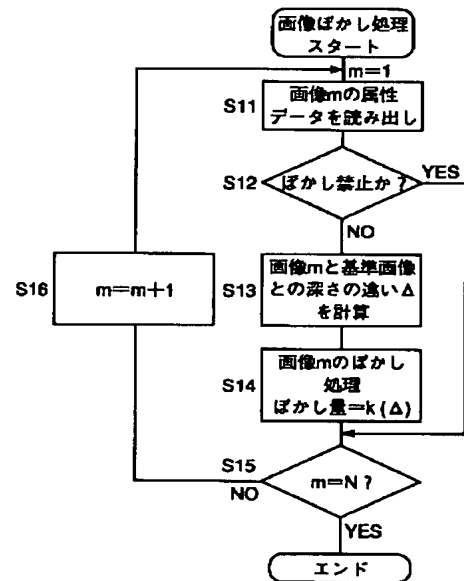 画像ぼかし処理
スタート
m=1
S11
画像mの属性
データを読み出し
S12
ぼかし禁止か?
YES
NO
S13
画像mと基準画像
との深さの違いΔ
を計算
S16
m=m+1
S14
画像mのぼかし
処理
ぼかし量=k(Δ)
S15
m=N?
NO
YES
エンド